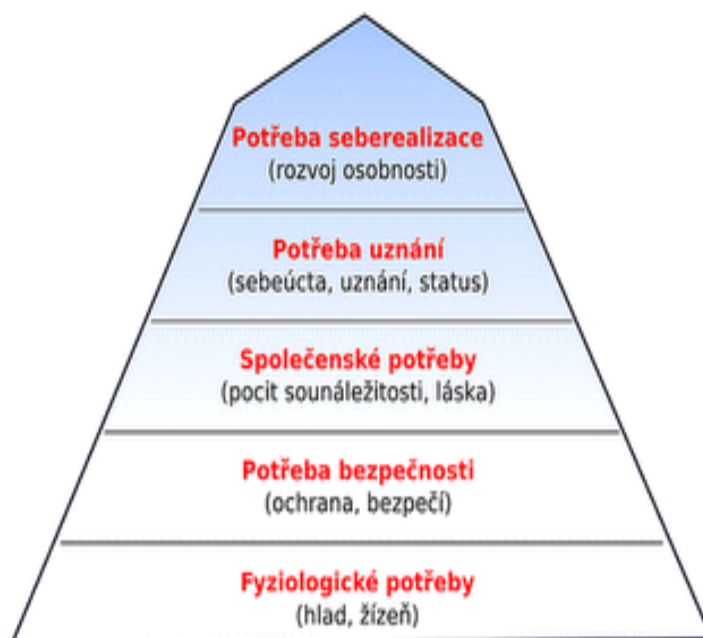 Potřeba seberealizace
(rozvoj osobnosti)
Potřeba uznání
(sebeúcta, uznání, status)
Společenské potřeby
(pocit sounáležitosti, láska)
Potřeba bezpečnosti
(ochrana, bezpečí)
Fyziologické potřeby
(hlad, žízeň)